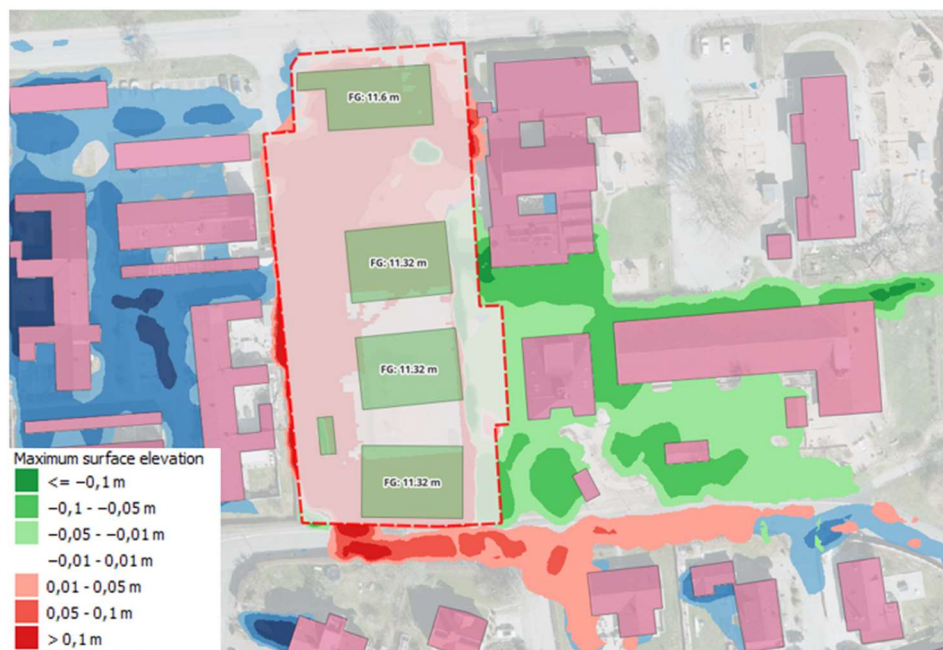 FG: 11.6 m
FG: 11.32 m
FG: 11.32 m
FG: 11.32 m
Maximum surface elevation
<= −0,1 m
−0,1 - −0,05 m
−0,05 - −0,01 m
−0,01 - 0,01 m
0,01 - 0,05 m
0,05 - 0,1 m
> 0,1 m